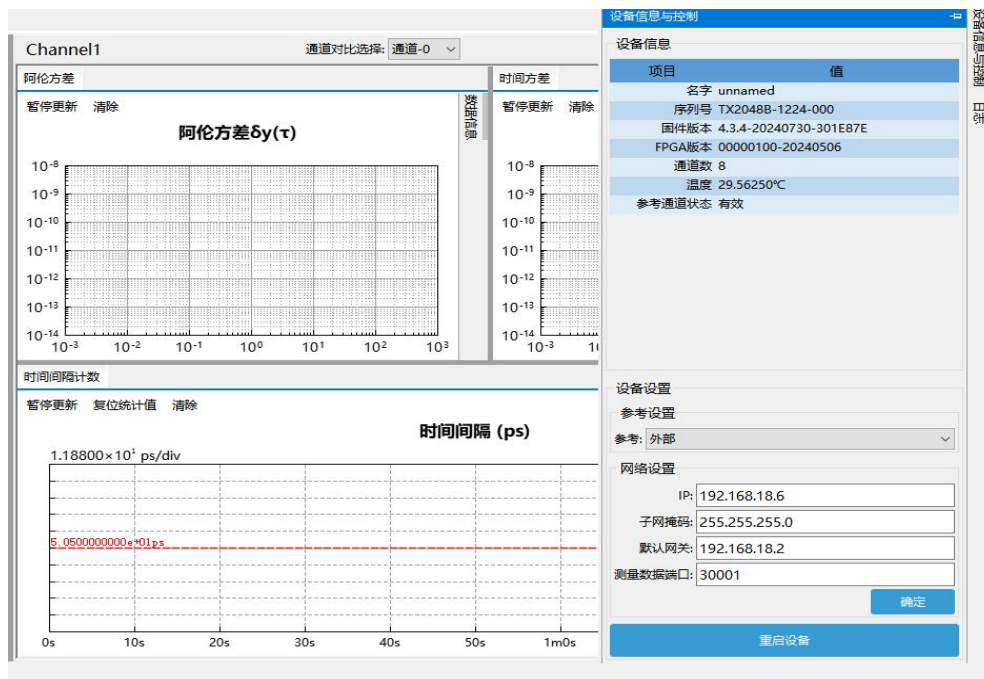 设备信息与控制
Channel1
通道对比选择: 通道-0
阿伦方差
暂停更新 清除
数据信息
阿伦方差δy(τ)
10-8
10-9
10-10
10-11
10-12
10-13
10-14
10-3 10-2 10-1 100 101 102 103
时间方差
暂停更新 清除
10-8
10-9
10-10
10-11
10-12
10-13
10-14
10-3
时间间隔计数
暂停更新 复位统计值 清除
时间间隔 (ps)
1.18800×10¹ ps/div
5.0500000000e+01ps
0s 10s 20s 30s 40s 50s 1m0s
设备信息
项目 值
名字 unnamed
序列号 TX2048B-1224-000
固件版本 4.3.4-20240730-301E87E
FPGA版本 00000100-20240506
通道数 8
温度 29.56250℃
参考通道状态 有效
设备设置
参考设置
参考: 外部
网络设置
IP: 192.168.18.6
子网掩码: 255.255.255.0
默认网关: 192.168.18.2
测量数据端口: 30001
确定
重启设备
设备信息与控制
日志